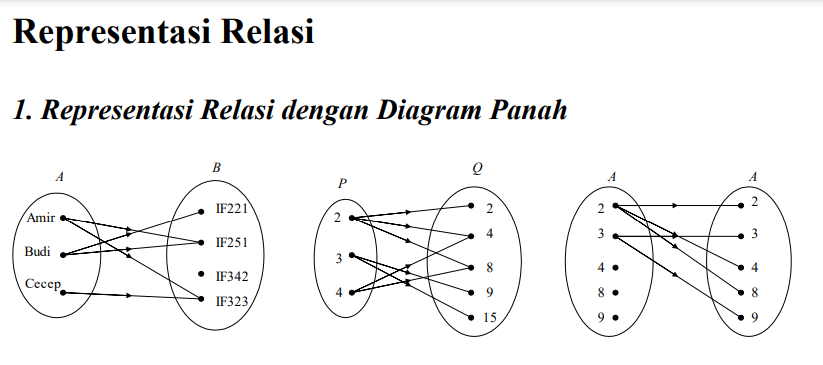 Representasi Relasi
1. Representasi Relasi dengan Diagram Panah
A
B
Amir
Budi
Cecep
IF221
IF251
IF342
IF323
P
Q
2
3
4
2
4
8
9
15
A
A
2
3
4
8
9
2
3
4
8
9